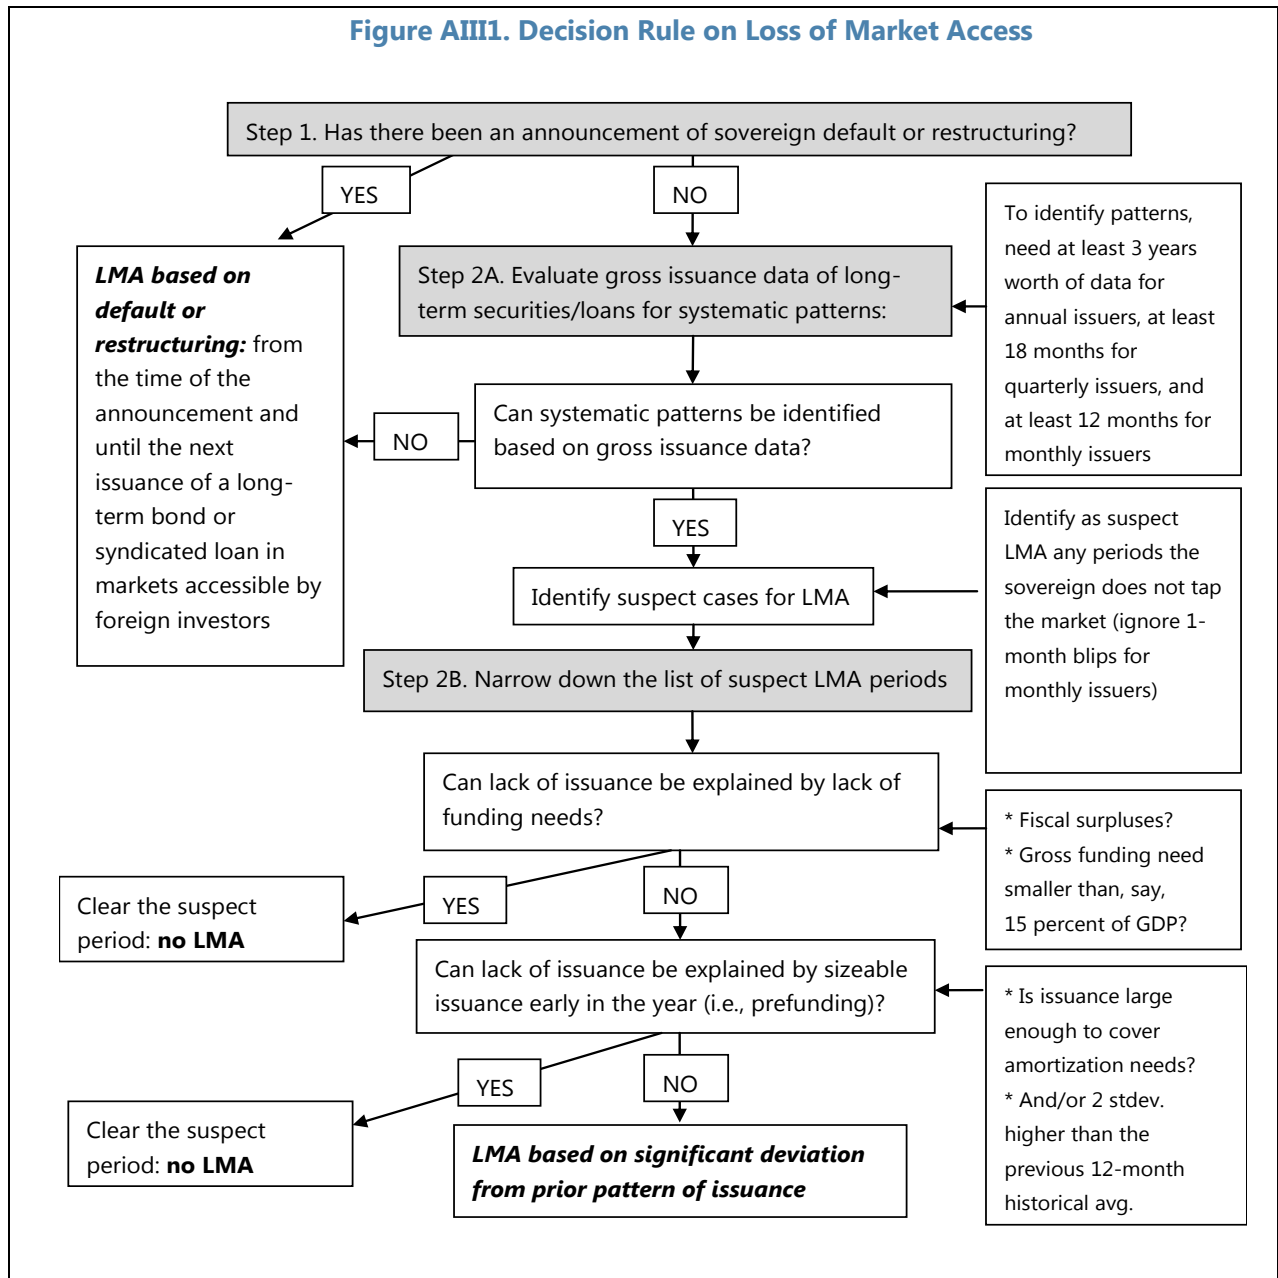 Figure AIII1. Decision Rule on Loss of Market Access
Step 1. Has there been an announcement of sovereign default or restructuring?
YES
NO
LMA based on
default or
restructuring: from
the time of the
announcement and
until the next
issuance of a long-
term bond or
syndicated loan in
markets accessible by
foreign investors
Step 2A. Evaluate gross issuance data of long-
term securities/loans for systematic patterns:
To identify patterns,
need at least 3 years
worth of data for
annual issuers, at least
18 months for
quarterly issuers, and
at least 12 months for
monthly issuers
Can systematic patterns be identified
based on gross issuance data?
NO
YES
Identify suspect cases for LMA
Identify as suspect
LMA any periods the
sovereign does not tap
the market (ignore 1-
month blips for
monthly issuers)
Step 2B. Narrow down the list of suspect LMA periods
Can lack of issuance be explained by lack of
funding needs?
* Fiscal surpluses?
* Gross funding need
smaller than, say,
15 percent of GDP?
YES
NO
Clear the suspect
period: no LMA
Can lack of issuance be explained by sizeable
issuance early in the year (i.e., prefunding)?
* Is issuance large
enough to cover
amortization needs?
* And/or 2 stdev.
higher than the
previous 12-month
historical avg.
YES
NO
Clear the suspect
period: no LMA
LMA based on significant deviation
from prior pattern of issuance